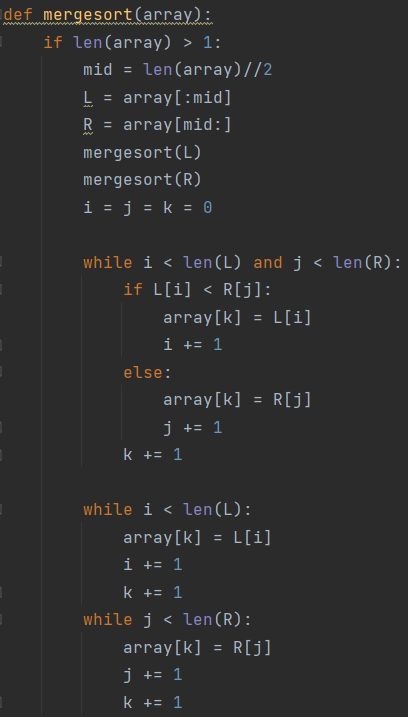 def mergesort(array):
    if len(array) > 1:
        mid = len(array)//2
        L = array[:mid]
        R = array[mid:]
        mergesort(L)
        mergesort(R)
        i = j = k = 0

        while i < len(L) and j < len(R):
            if L[i] < R[j]:
                array[k] = L[i]
                i += 1
            else:
                array[k] = R[j]
                j += 1
            k += 1

        while i < len(L):
            array[k] = L[i]
            i += 1
            k += 1
        while j < len(R):
            array[k] = R[j]
            j += 1
            k += 1